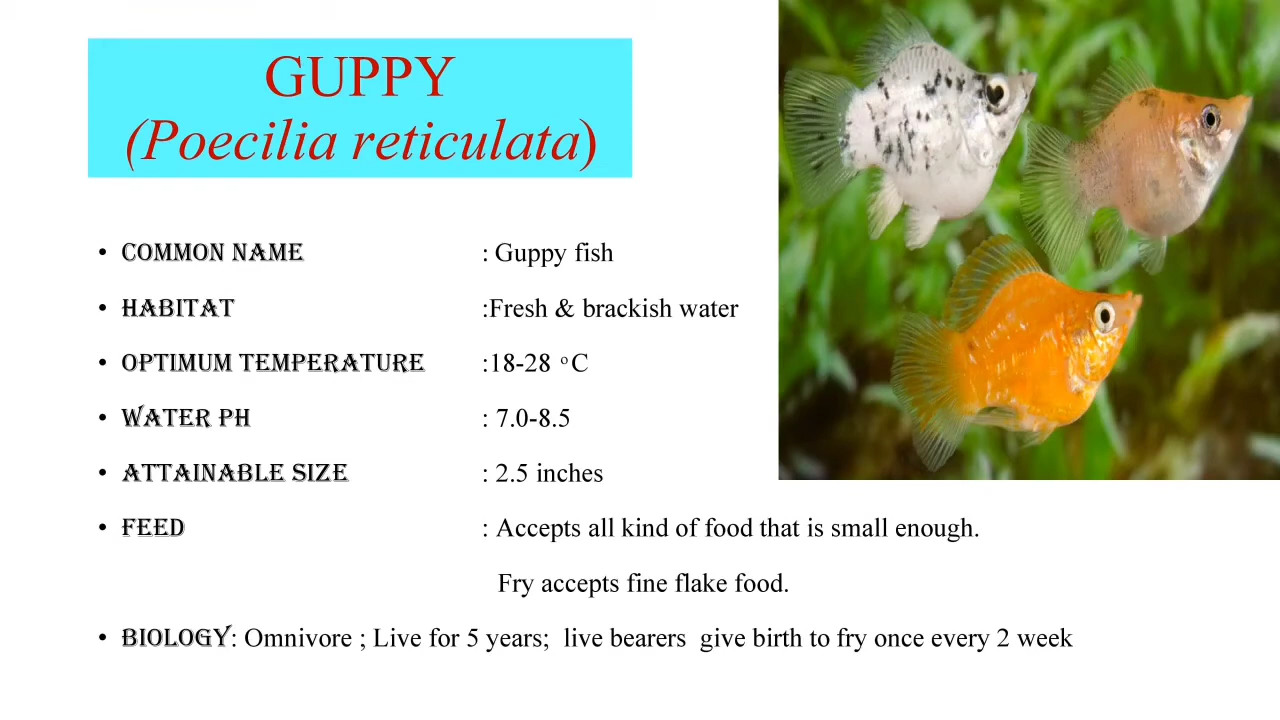 GUPPY
(Poecilia reticulata)
• COMMON NAME : Guppy fish
• HABITAT :Fresh & brackish water
• OPTIMUM TEMPERATURE :18-28 °C
• WATER PH : 7.0-8.5
• ATTAINABLE SIZE : 2.5 inches
• FEED : Accepts all kind of food that is small enough.
Fry accepts fine flake food.
• BIOLOGY: Omnivore ; Live for 5 years; live bearers give birth to fry once every 2 week